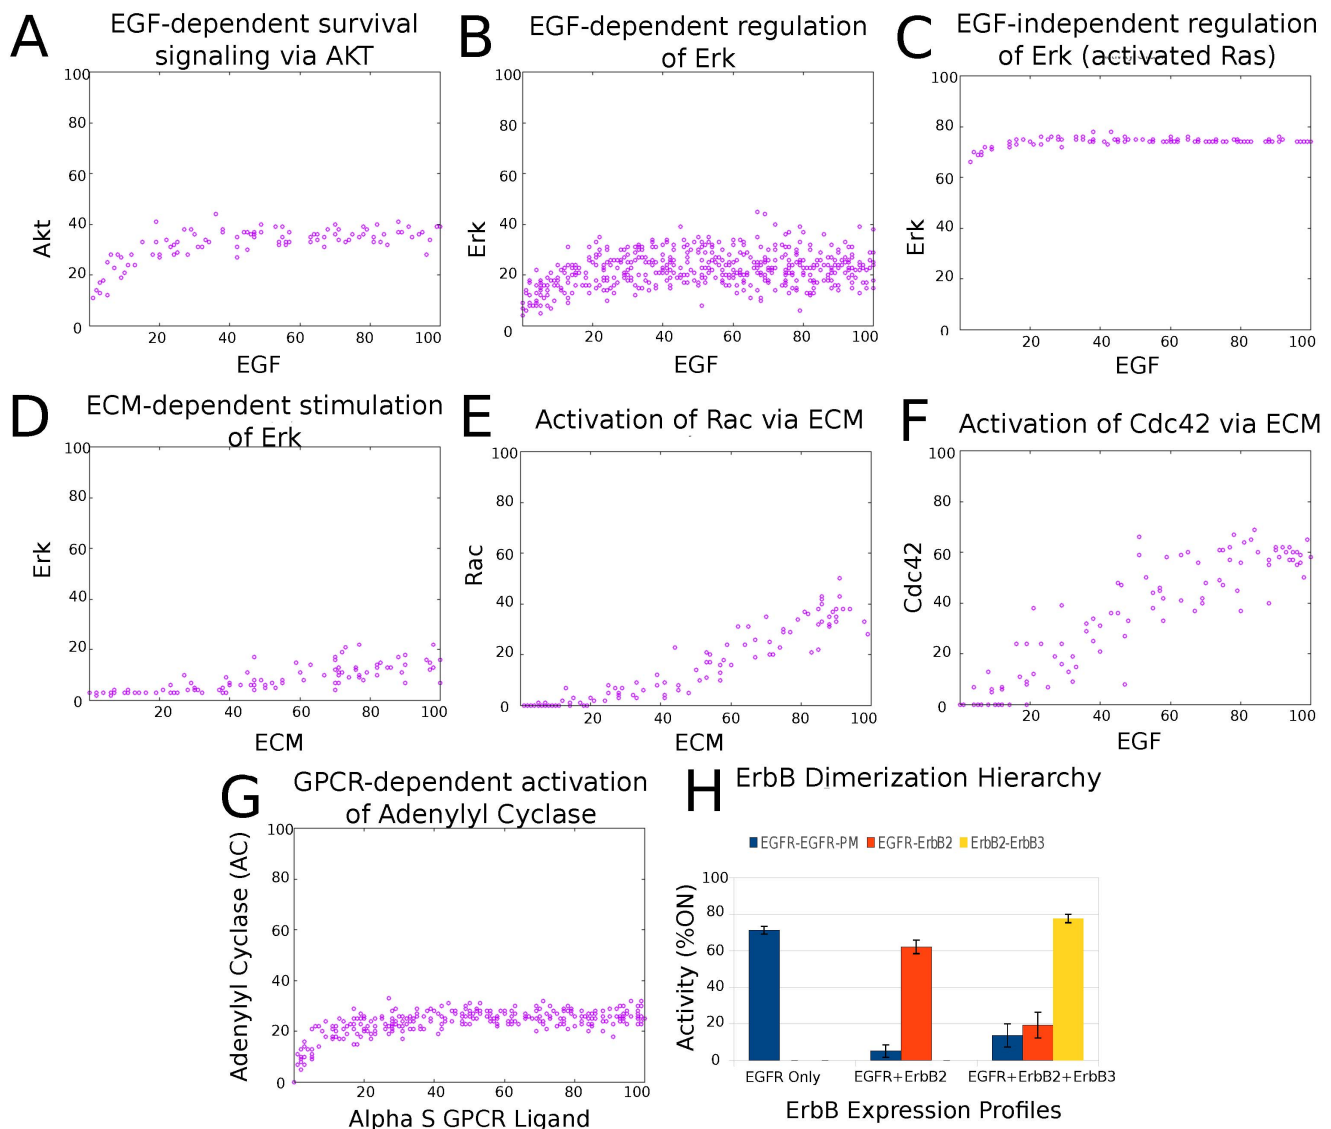 A
EGF-dependent survival
signaling via AKT
100
80
60
40
20
0
20
40
60
80
100
Akt
EGF
B
EGF-dependent regulation
of Erk
100
80
60
40
20
0
20
40
60
80
100
Erk
EGF
C
EGF-independent regulation
of Erk (activated Ras)
100
80
60
40
20
0
20
40
60
80
100
Erk
EGF
D
ECM-dependent stimulation
of Erk
100
80
60
40
20
0
20
40
60
80
100
Erk
ECM
E
Activation of Rac via ECM
100
80
60
40
20
0
20
40
60
80
100
Rac
ECM
F
Activation of Cdc42 via ECM
100
80
60
40
20
0
20
40
60
80
100
Cdc42
EGF
G
GPCR-dependent activation
of Adenylyl Cyclase
100
80
60
40
20
0
20
40
60
80
100
Adenylyl Cyclase (AC)
Alpha S GPCR Ligand
H
ErbB Dimerization Hierarchy
EGFR-EGFR-PM EGFR-ErbB2 ErbB2-ErbB3
100
80
60
40
20
0
Activity (%ON)
EGFR Only EGFR+ErbB2 EGFR+ErbB2+ErbB3
ErbB Expression Profiles